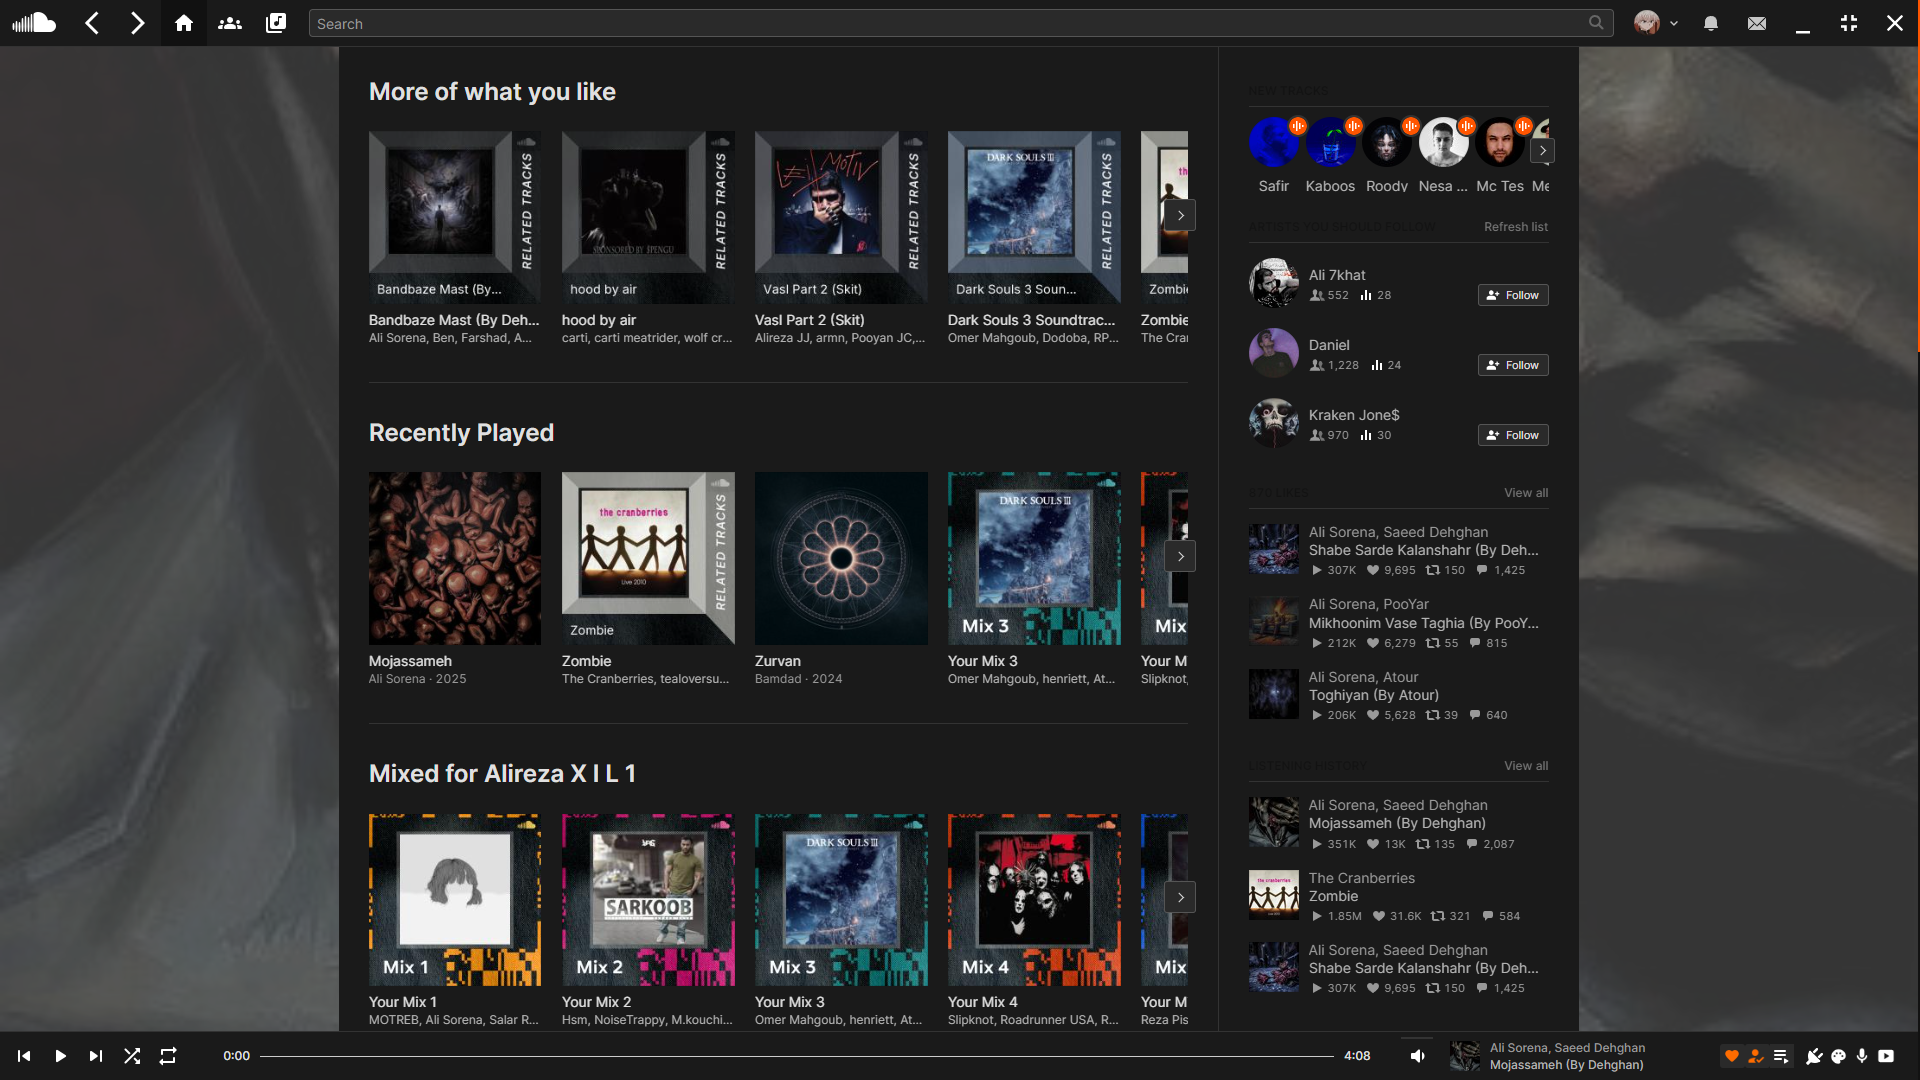 Search
More of what you like
RELATED TRACKS
Bandbaze Mast (By...
Bandbaze Mast (By Deh...
Ali Sorena, Ben, Farshad, A...
SPONSORED BY $PENGU
RELATED TRACKS
hood by air
hood by air
carti, carti meatrider, wolf cr...
LEITMOTIV
RELATED TRACKS
Vasl Part 2 (Skit)
Vasl Part 2 (Skit)
Alireza JJ, armn, Pooyan JC,...
DARK SOULS III
RELATED TRACKS
Dark Souls 3 Soun...
Dark Souls 3 Soundtrac...
Omer Mahgoub, Dodoba, RP...
th
Zombi
Zombie
The Cran
Recently Played
Mojassameh
Ali Sorena · 2025
the cranberries
Live 2010
RELATED TRACKS
Zombie
Zombie
The Cranberries, tealoversu...
Zurvan
Bamdad · 2024
DARK SOULS III
Mix 3
Your Mix 3
Omer Mahgoub, henriett, At...
Mix
Your M
Slipknot,
Mixed for Alireza X I L 1
Mix 1
Your Mix 1
MOTREB, Ali Sorena, Salar R...
SARKOOB
Mix 2
Your Mix 2
Hsm, NoiseTrappy, M.kouchi...
DARK SOULS III
Mix 3
Your Mix 3
Omer Mahgoub, henriett, At...
Mix 4
Your Mix 4
Slipknot, Roadrunner USA, R...
Mix
Your M
Reza Pis
NEW TRACKS
Safir
Kaboos
Roody
Nesa ...
Mc Tes
Me
ARTISTS YOU SHOULD FOLLOW
Refresh list
Ali 7khat
552 28
Follow
Daniel
1,228 24
Follow
Kraken Jone$
970 30
Follow
870 LIKES
View all
Ali Sorena, Saeed Dehghan
Shabe Sarde Kalanshahr (By Deh...
307K 9,695 150 1,425
Ali Sorena, PooYar
Mikhoonim Vase Taghia (By PooY...
212K 6,279 55 815
Ali Sorena, Atour
Toghiyan (By Atour)
206K 5,628 39 640
LISTENING HISTORY
View all
Ali Sorena, Saeed Dehghan
Mojassameh (By Dehghan)
351K 13K 135 2,087
the cranberries
The Cranberries
Zombie
1.85M 31.6K 321 584
Ali Sorena, Saeed Dehghan
Shabe Sarde Kalanshahr (By Deh...
307K 9,695 150 1,425
0:00
4:08
Ali Sorena, Saeed Dehghan
Mojassameh (By Dehghan)